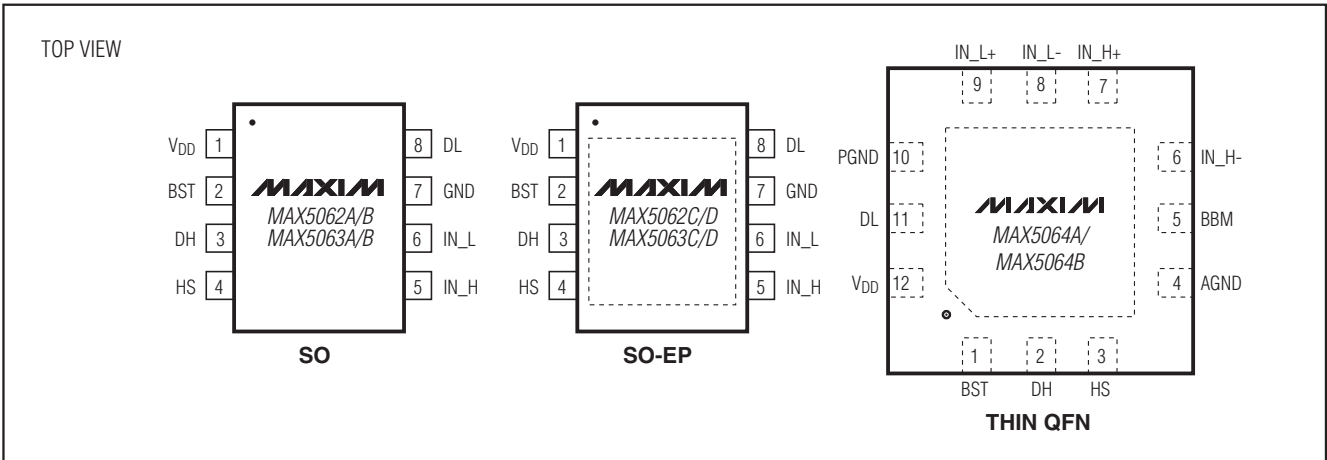 TOP VIEW
VDD 1
BST 2
DH 3
HS 4
8 DL
7 GND
6 IN_L
5 IN_H
MAXIM
MAX5062A/B
MAX5063A/B
SO
VDD 1
BST 2
DH 3
HS 4
8 DL
7 GND
6 IN_L
5 IN_H
MAXIM
MAX5062C/D
MAX5063C/D
SO-EP
IN_L+ IN_L- IN_H+
9 8 7
PGND 10
DL 11
VDD 12
6 IN_H-
5 BBM
4 AGND
MAXIM
MAX5064A/
MAX5064B
1 2 3
BST DH HS
THIN QFN